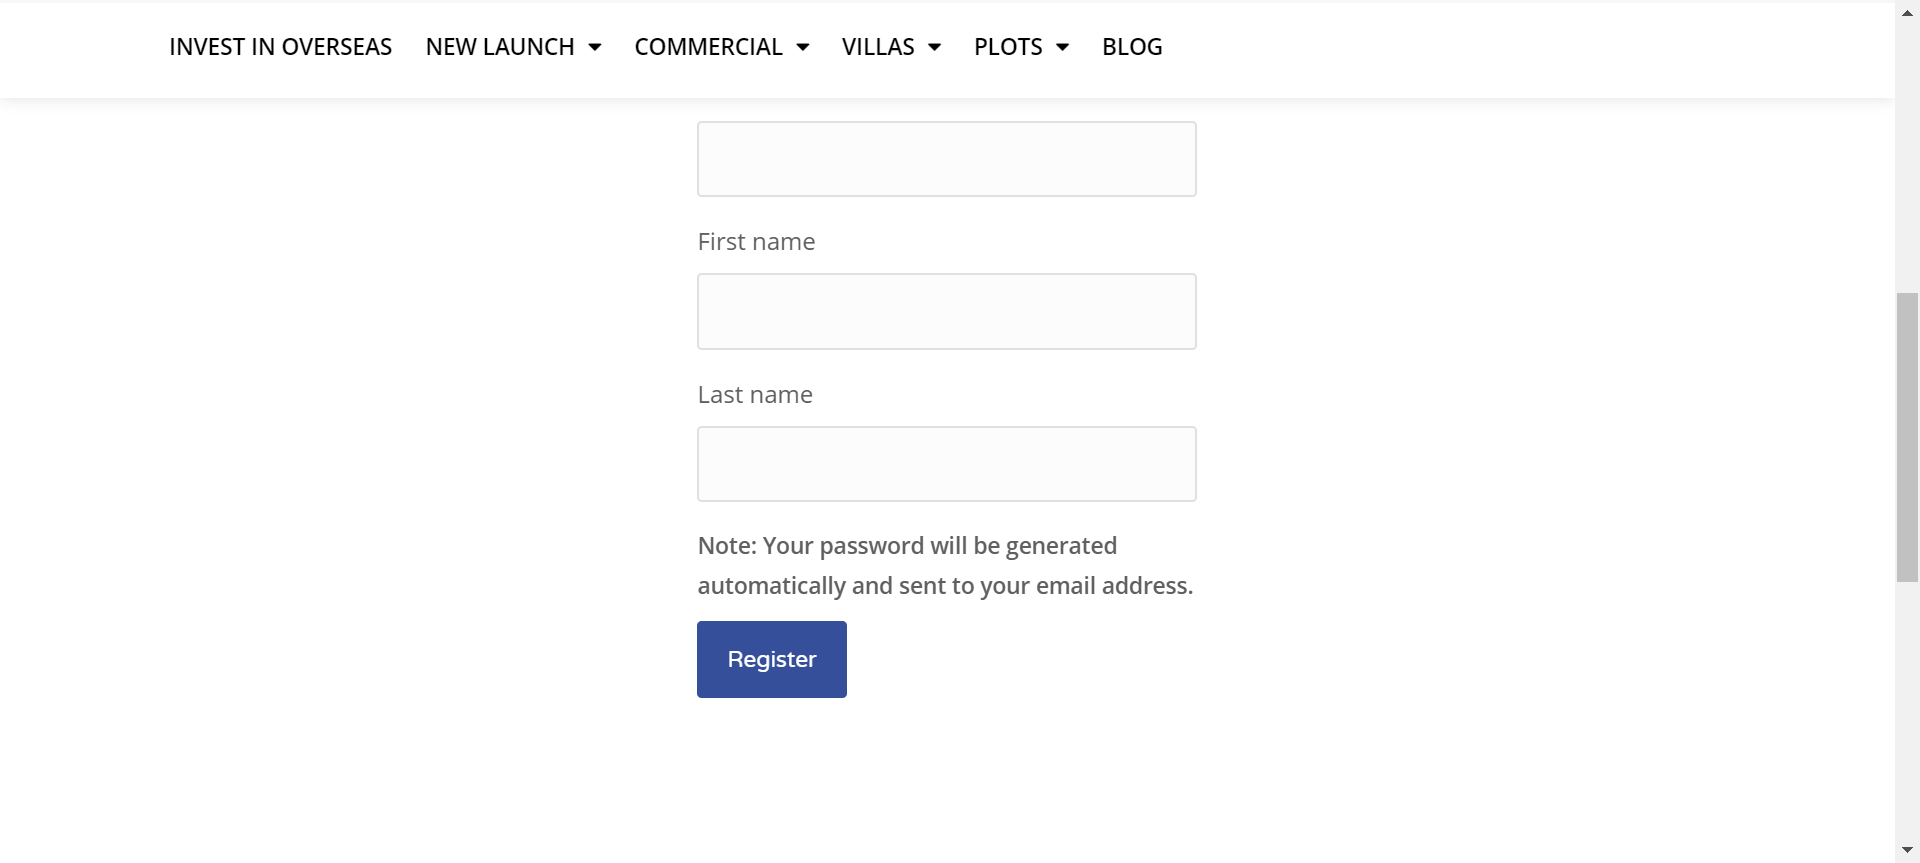 INVEST IN OVERSEAS NEW LAUNCH COMMERCIAL VILLAS PLOTS BLOG
First name
Last name
Note: Your password will be generated
automatically and sent to your email address.
Register